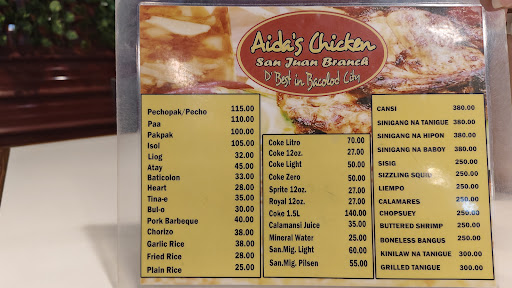 Aida's Chicken
San Juan Branch
D' Best in Bacolod City
Pechopak/Pecho 115.00
Paa 110.00
Pakpak 100.00
Isol 105.00
Liog 32.00
Atay 45.00
Baticolon 33.00
Heart 28.00
Tina-e 35.00
Bul-o 30.00
Pork Barbeque 40.00
Chorizo 38.00
Garlic Rice 38.00
Fried Rice 28.00
Plain Rice 25.00
Coke Litro 70.00
Coke 12oz. 27.00
Coke Light 50.00
Coke Zero 50.00
Sprite 12oz. 27.00
Royal 12oz. 27.00
Coke 1.5L 140.00
Calamansi Juice 35.00
Mineral Water 25.00
San.Mig. Light 60.00
San.Mig. Pilsen 55.00
CANSI 380.00
SINIGANG NA TANIGUE 380.00
SINIGANG NA HIPON 380.00
SINIGANG NA BABOY 380.00
SISIG 250.00
SIZZLING SQUID 250.00
LIEMPO 250.00
CALAMARES 250.00
CHOPSUEY 250.00
BUTTERED SHRIMP 250.00
BONELESS BANGUS 250.00
KINILAW NA TANIGUE 300.00
GRILLED TANIGUE 300.00